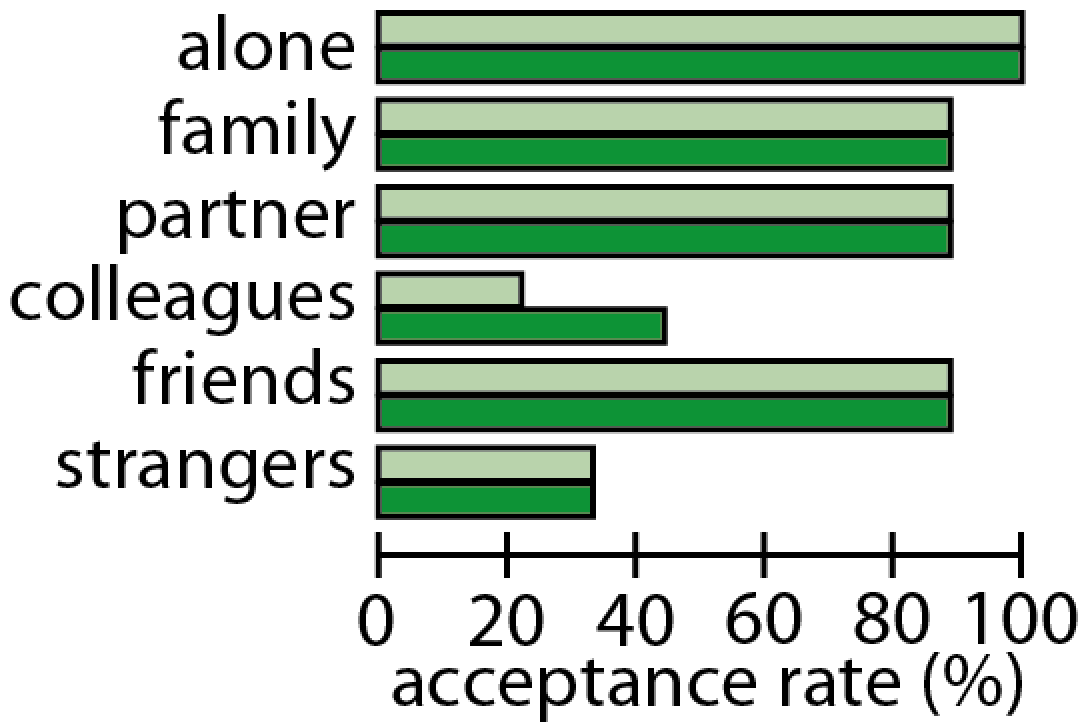 alone
family
partner
colleagues
friends
strangers
0 20 40 60 80 100
acceptance rate (%)